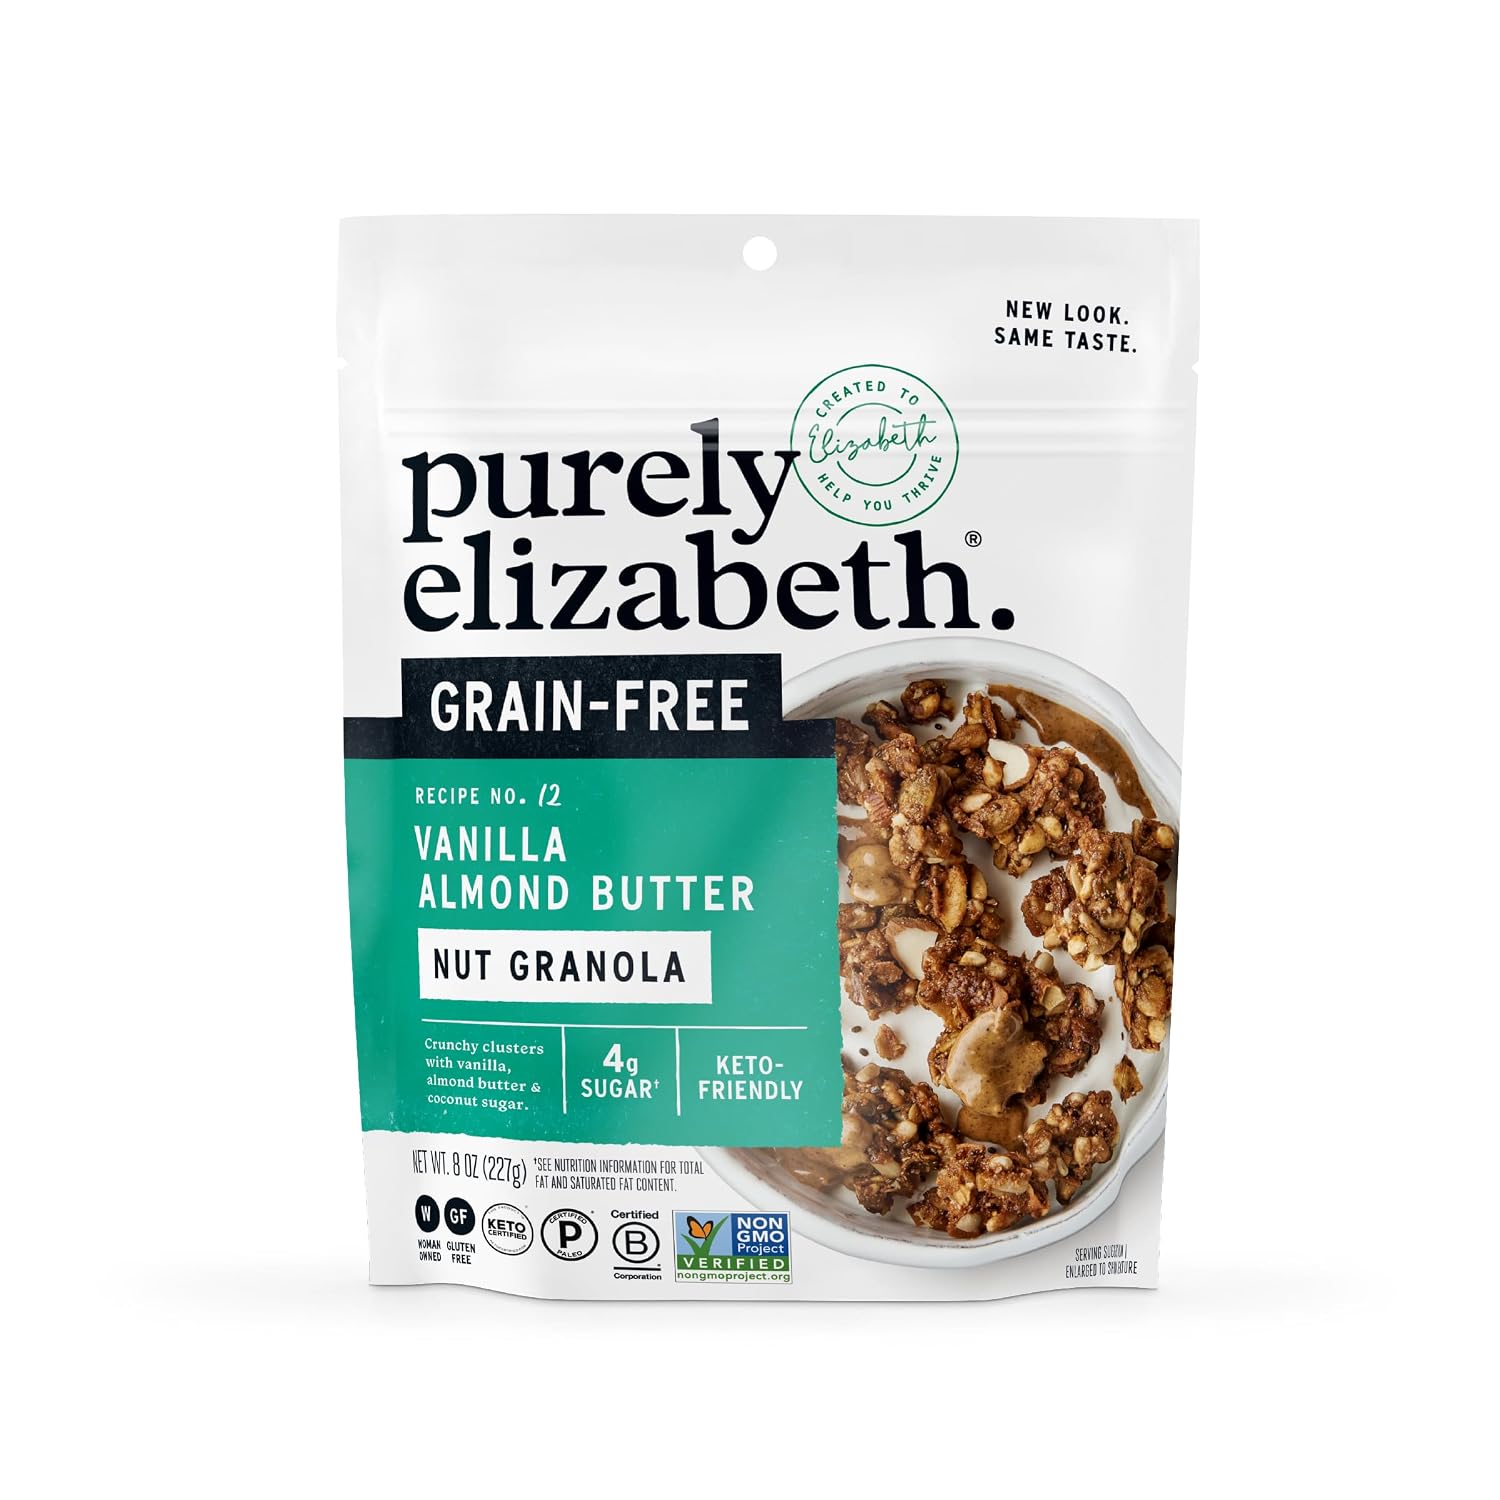 NEW LOOK.
SAME TASTE.
CREATED TO
Elizabeth
HELP YOU THRIVE
purely
elizabeth.®
GRAIN-FREE
RECIPE NO. 12
VANILLA
ALMOND BUTTER
NUT GRANOLA
Crunchy clusters
with vanilla,
almond butter &
coconut sugar.
4g
SUGAR†
KETO-
FRIENDLY
NET WT. 8 OZ (227g)
†SEE NUTRITION INFORMATION FOR TOTAL
FAT AND SATURATED FAT CONTENT.
W
WOMAN
OWNED
GF
GLUTEN
FREE
KETO
CERTIFIED
CERTIFIED
P
PALEO
Certified
B
Corporation
NON
GMO
Project
VERIFIED
nongmoproject.org
SERVING
ENLARGED TO